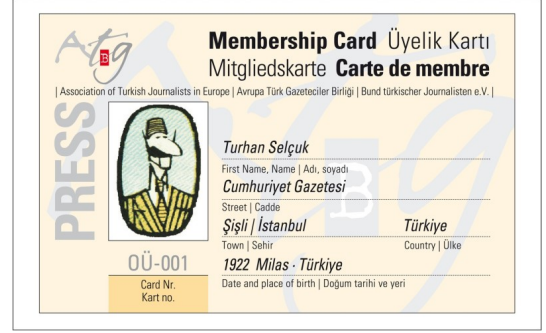 Atg
B
Membership Card Üyelik Kartı
Mitgliedskarte Carte de membre
| Association of Turkish Journalists in Europe | Avrupa Türk Gazeteciler Birliği | Bund türkischer Journalisten e.V. |
PRESS
Turhan Selçuk
First Name, Name | Adı, soyadı
Cumhuriyet Gazetesi
Street | Cadde
Şişli | İstanbul Türkiye
Town | Sehir Country | Ülke
OÜ-001
1922 Milas · Türkiye
Card Nr.
Kart no.
Date and place of birth | Doğum tarihi ve yeri